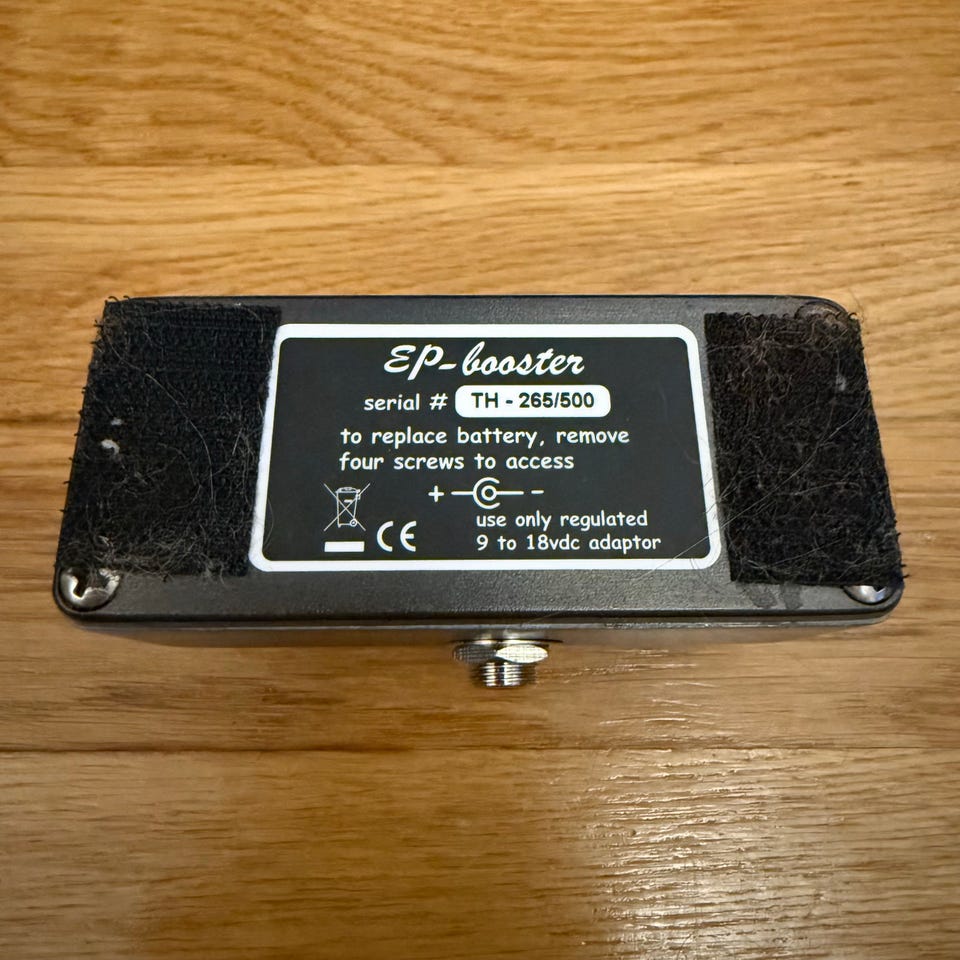 EP-booster
serial # TH - 265/500
to replace battery, remove
four screws to access
+ -
CE
use only regulated
9 to 18vdc adaptor